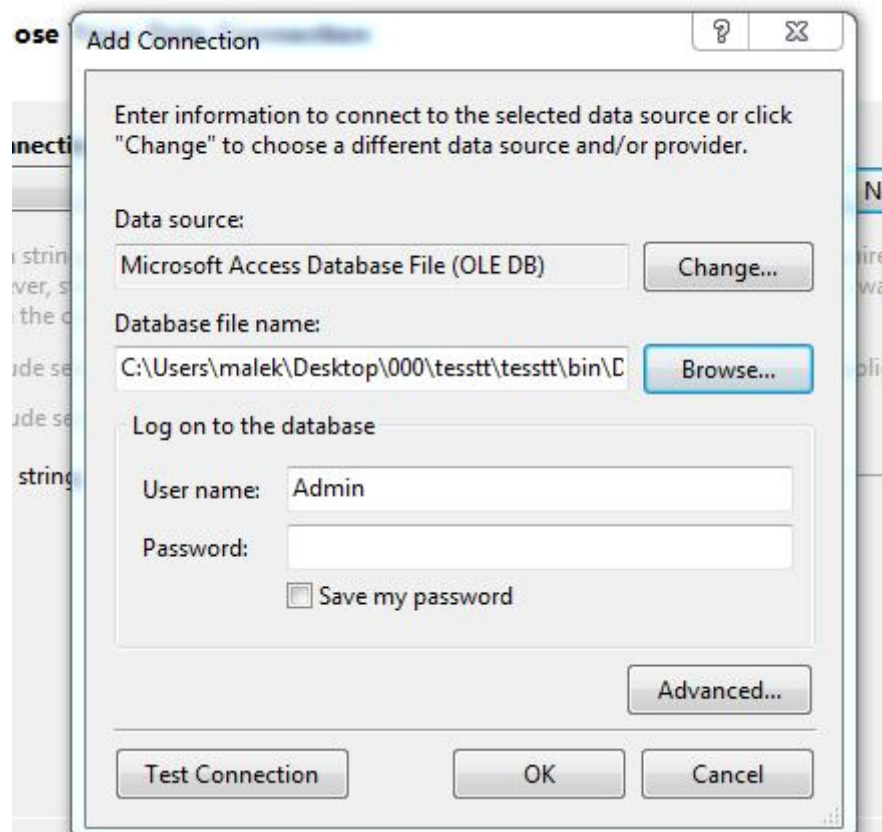 ose
Add Connection
Enter information to connect to the selected data source or click
"Change" to choose a different data source and/or provider.
Data source:
Microsoft Access Database File (OLE DB)
Change...
Database file name:
C:\Users\malek\Desktop\000\tesstt\tesstt\bin\D
Browse...
Log on to the database
User name:
Admin
Password:
Save my password
Advanced...
Test Connection
OK
Cancel
string
the